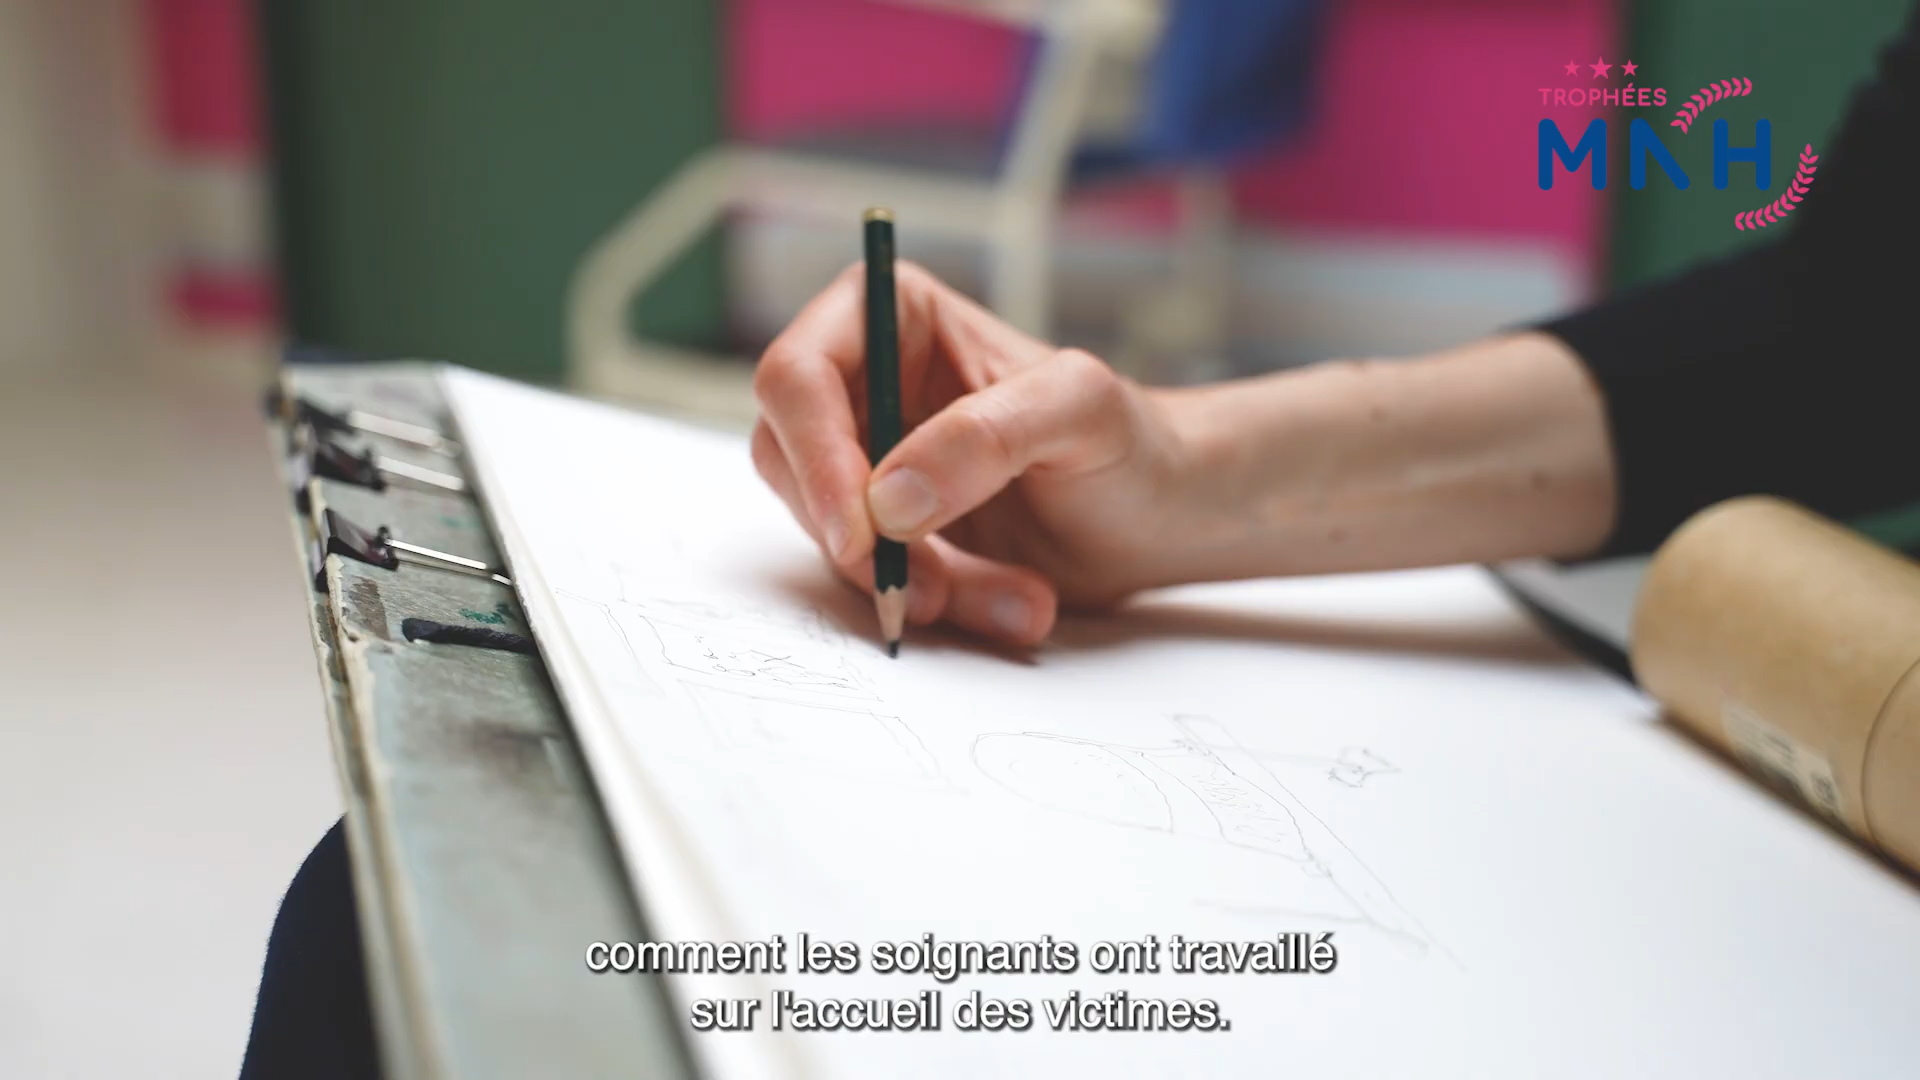 TROPHÉES
MNH
comment les soignants ont travaillé
sur l'accueil des victimes.